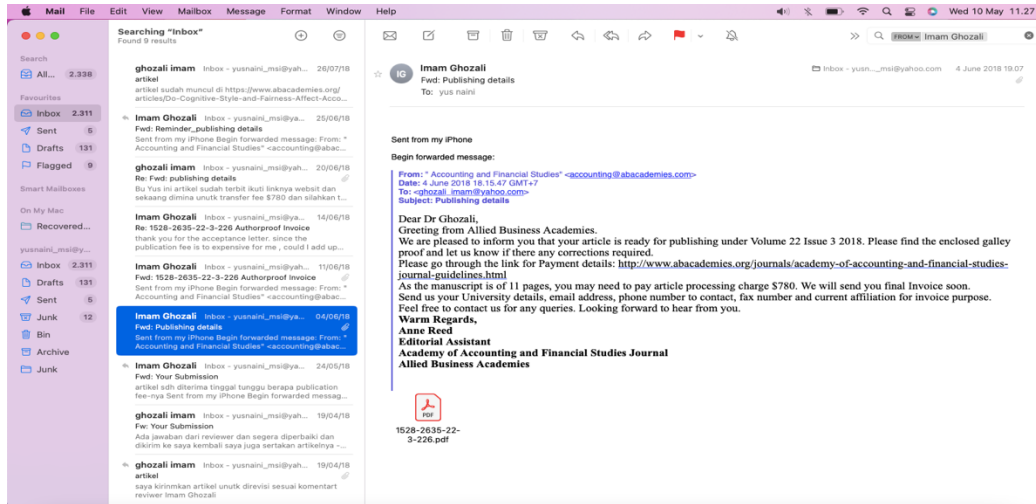 Mail File Edit View Mailbox Message Format Window Help Wed 10 May 11.27
Searching "Inbox"
Found 9 results
FROM Imam Ghozali
Search
All... 2.338
Favourites
Inbox 2.311
Sent 5
Drafts 131
Flagged 9
Smart Mailboxes
On My Mac
Recovered...
yusnaini_msi@y...
Inbox 2.311
Drafts 131
Sent 5
Junk 12
Bin
Archive
Junk
ghozali imam Inbox - yusnaini_msi@yah... 26/07/18
artikel
artikel sudah muncul di https://www.abacademies.org/
articles/Do-Cognitive-Style-and-Fairness-Affect-Acco...
Imam Ghozali Inbox - yusnaini_msi@yah... 25/06/18
Fwd: Reminder_publishing details
Sent from my iPhone Begin forwarded message: From: "
Accounting and Financial Studies" <accounting@abac...
ghozali imam Inbox - yusnaini_msi@yah... 20/06/18
Re: Fwd: publishing details
Bu Yus ini artikel sudah terbit ikuti linknya websit dan
sekaang dimina unutk transfer fee $780 dan silahkan t...
Imam Ghozali Inbox - yusnaini_msi@yah... 14/06/18
Re: 1528-2635-22-3-226 Authorproof Invoice
thank you for the acceptance letter. since the
publication fee is to expensive for me , could I add up...
Imam Ghozali Inbox - yusnaini_msi@yah... 11/06/18
Fwd: 1528-2635-22-3-226 Authorproof Invoice
Sent from my iPhone Begin forwarded message: From: "
Accounting and Financial Studies" <accounting@abac...
Imam Ghozali Inbox - yusnaini_msi@yah... 04/06/18
Fwd: Publishing details
Sent from my iPhone Begin forwarded message: From: "
Accounting and Financial Studies" <accounting@abac...
Imam Ghozali Inbox - yusnaini_msi@yah... 24/05/18
Fwd: Your Submission
artikel sdh diterima tinggal tunggu berapa publication
fee-nya Sent from my iPhone Begin forwarded messag...
ghozali imam Inbox - yusnaini_msi@yah... 19/04/18
Fw: Your Submission
Ada jawaban dari reviewer dan segera diperbaiki dan
dikirim ke saya kembali saya juga sertakan artikelnya -...
ghozali imam Inbox - yusnaini_msi@yah... 19/04/18
artikel
saya kirinmkan artikel unutk direvisi sesuai komentart
reviwer Imam Ghozali
IG
Imam Ghozali Inbox - yusn..._msi@yahoo.com 4 June 2018 19.07
Fwd: Publishing details
To: yus naini
Sent from my iPhone
Begin forwarded message:
From: " Accounting and Financial Studies" <accounting@abacademies.com>
Date: 4 June 2018 18.15.47 GMT+7
To: <ghozali_imam@yahoo.com>
Subject: Publishing details
Dear Dr Ghozali,
Greeting from Allied Business Academies.
We are pleased to inform you that your article is ready for publishing under Volume 22 Issue 3 2018. Please find the enclosed galley
proof and let us know if there any corrections required.
Please go through the link for Payment details: http://www.abacademies.org/journals/academy-of-accounting-and-financial-studies-
journal-guidelines.html
As the manuscript is of 11 pages, you may need to pay article processing charge $780. We will send you final Invoice soon.
Send us your University details, email address, phone number to contact, fax number and current affiliation for invoice purpose.
Feel free to contact us for any queries. Looking forward to hear from you.
Warm Regards,
Anne Reed
Editorial Assistant
Academy of Accounting and Financial Studies Journal
Allied Business Academies
PDF
1528-2635-22-
3-226.pdf